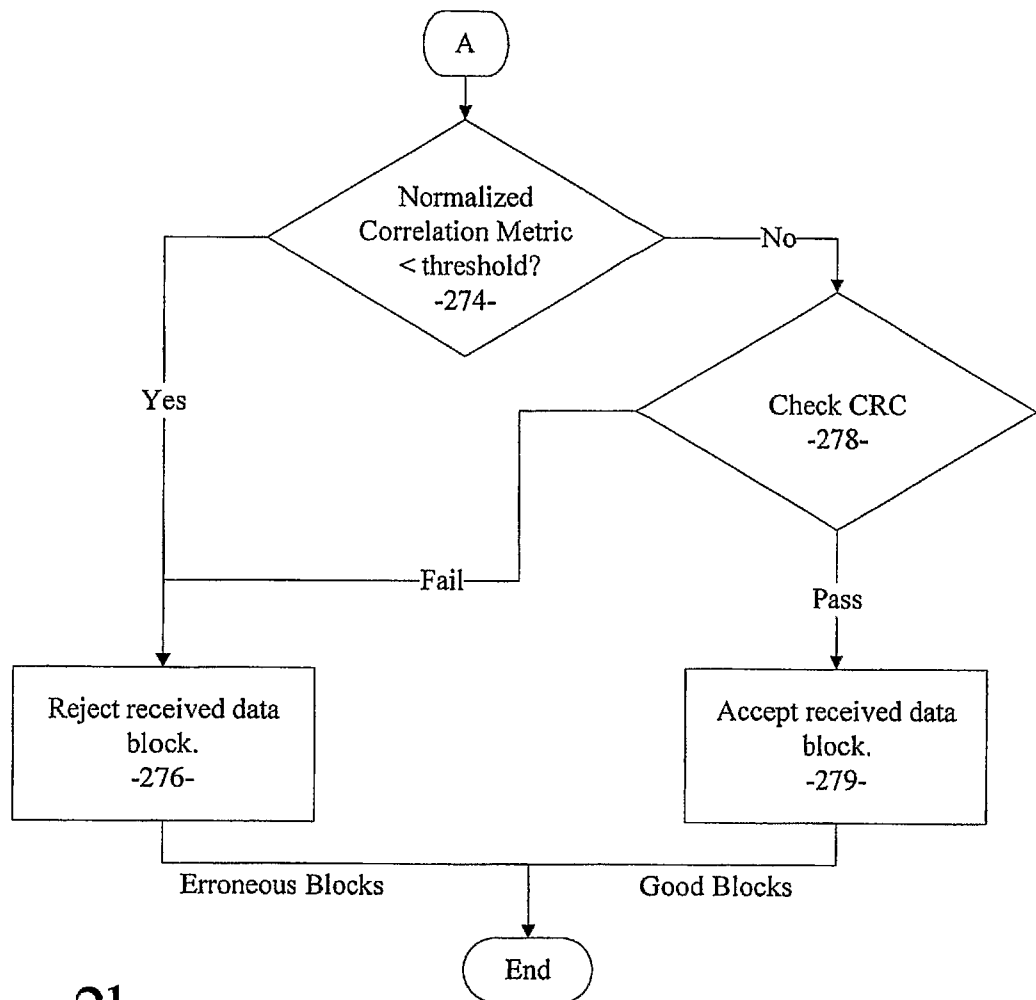 A
Normalized
Correlation Metric
< threshold?
-274-
No
Yes
Check CRC
-278-
Fail
Pass
Reject received data
block.
-276-
Accept received data
block.
-279-
Erroneous Blocks
Good Blocks
End